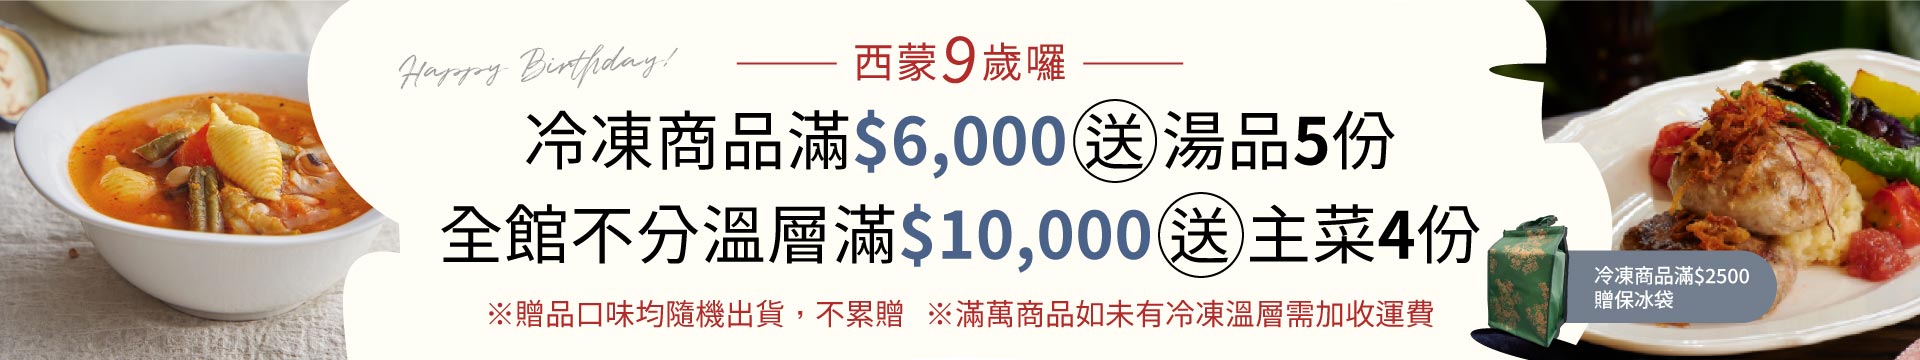 Happy Birthday!
西蒙9歲囉
冷凍商品滿$6,000送湯品5份
全館不分溫層滿$10,000送主菜4份
※贈品口味均隨機出貨，不累贈 ※滿萬商品如未有冷凍溫層需加收運費
冷凍商品滿$2500
贈保冰袋